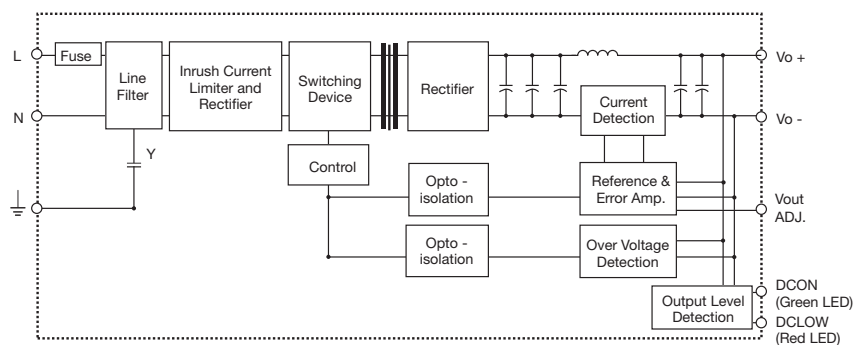 L
Fuse
Line
Filter
Inrush Current
Limiter and
Rectifier
Switching
Device
Rectifier
Current
Detection
Vo +
N
Vo -
Y
Control
Opto -
isolation
Reference &
Error Amp.
Vout
ADJ.
Opto -
isolation
Over Voltage
Detection
Output Level
Detection
DCON
(Green LED)
DCLOW
(Red LED)